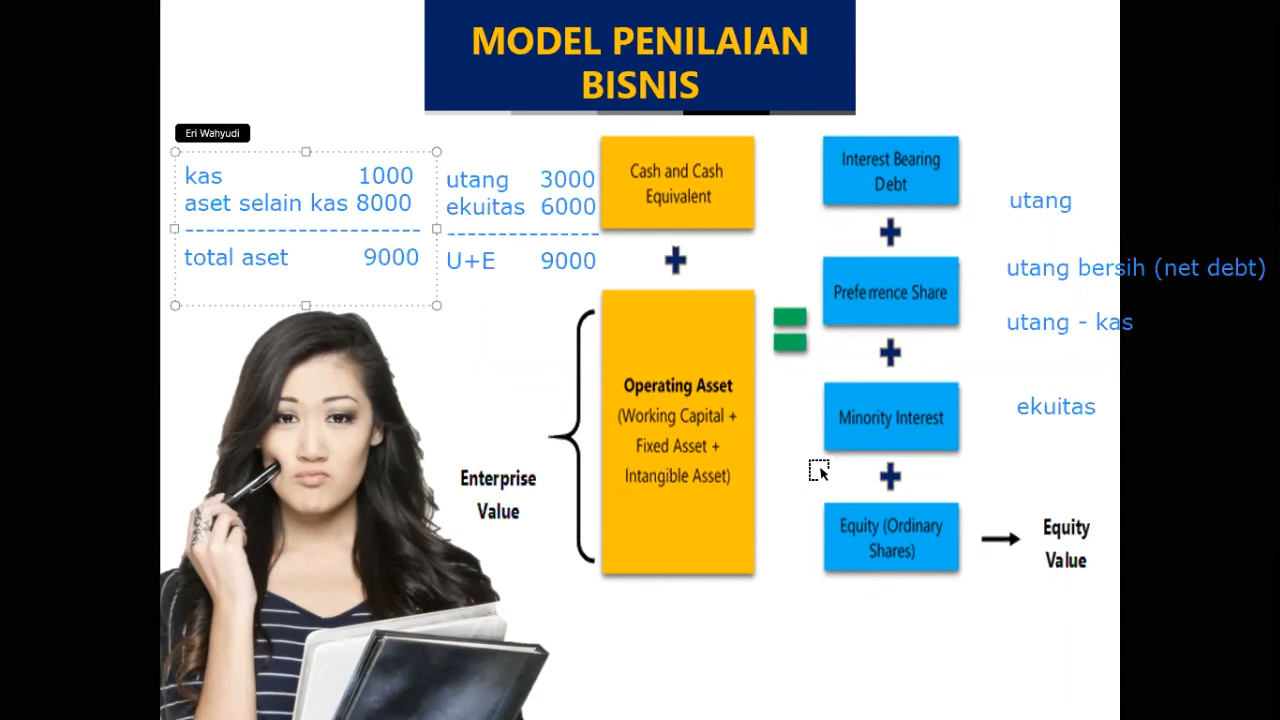 MODEL PENILAIAN
BISNIS
Eri Wahyudi
kas 1000
aset selain kas 8000
------------------
total aset 9000
utang 3000
ekuitas 6000
------------
U+E 9000
Cash and Cash
Equivalent
+
Operating Asset
(Working Capital +
Fixed Asset +
Intangible Asset)
Enterprise
Value
=
Interest Bearing
Debt
+
Preferrence Share
+
Minority Interest
+
Equity (Ordinary
Shares)
Equity
Value
utang
utang bersih (net debt)
utang - kas
ekuitas